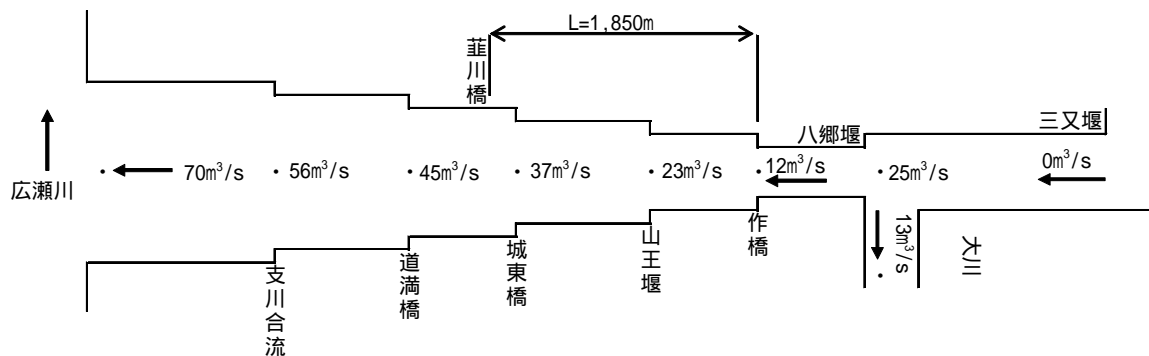 L=1,850m
韮川橋
八郷堰
三又堰
広瀬川
70m³/s
56m³/s
45m³/s
37m³/s
23m³/s
12m³/s
25m³/s
0m³/s
13m³/s
大川
支川合流
道満橋
城東橋
山王堰
作橋